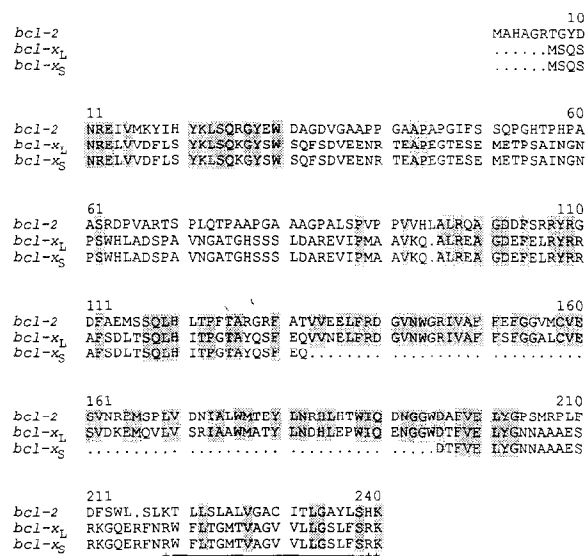 10
bcl-2 MAHAGRTGYD
bcl-xL ......MSQS
bcl-xS ......MSQS
11 60
bcl-2 NREIVMKYIH YKLSQRGYEW DAGDVGAAPP GAAPAPGIFS SQPGHTPHPA
bcl-xL NRELVVDFLS YKLSQKGYSW SQFSDVEENR TEAPEGTESE METPSAINGN
bcl-xS NRELVVDFLS YKLSQKGYSW SQFSDVEENR TEAPEGTESE METPSAINGN
61 110
bcl-2 ASRDPVARTS PLQTPAAPGA AAGPALSPVP PVVHLALRQA GDDFSRRYRG
bcl-xL PSWHLADSPA VNGATGHSSS LDAREVIPMA AVKQ.ALREA GDEFELRYRR
bcl-xS PSWHLADSPA VNGATGHSSS LDAREVIPMA AVKQ.ALREA GDEFELRYRR
111 160
bcl-2 DFAEMSSQLH LTPFTARGRF ATVVEELFRD GVNWGRIVAF FEFGGVMCVE
bcl-xL AFSDLTSQLH ITPGTAYQSF EQVVNELFRD GVNWGRIVAF FSFGGALCVE
bcl-xS AFSDLTSQLH ITPGTAYQSF EQ........ .......... ..........
161 210
bcl-2 SVNREMSPLV DNIALWMTEY LNRHLHTWIQ DNGGWDAFVE LYGPSMRPLF
bcl-xL SVDKEMQVLV SRIAAWMATY LNDHLEPWIQ ENGGWDTFVE LYGNNAAAES
bcl-xS .......... .......... .......... .....DTFVE LYGNNAAAES
211 240
bcl-2 DFSWL.SLKT LLSLALVGAC ITLGAYLSHK
bcl-xL RKGQERFNRW FLTGMTVAGV VLLGSLFSRK
bcl-xS RKGQERFNRW FLTGMTVAGV VLLGSLFSRK